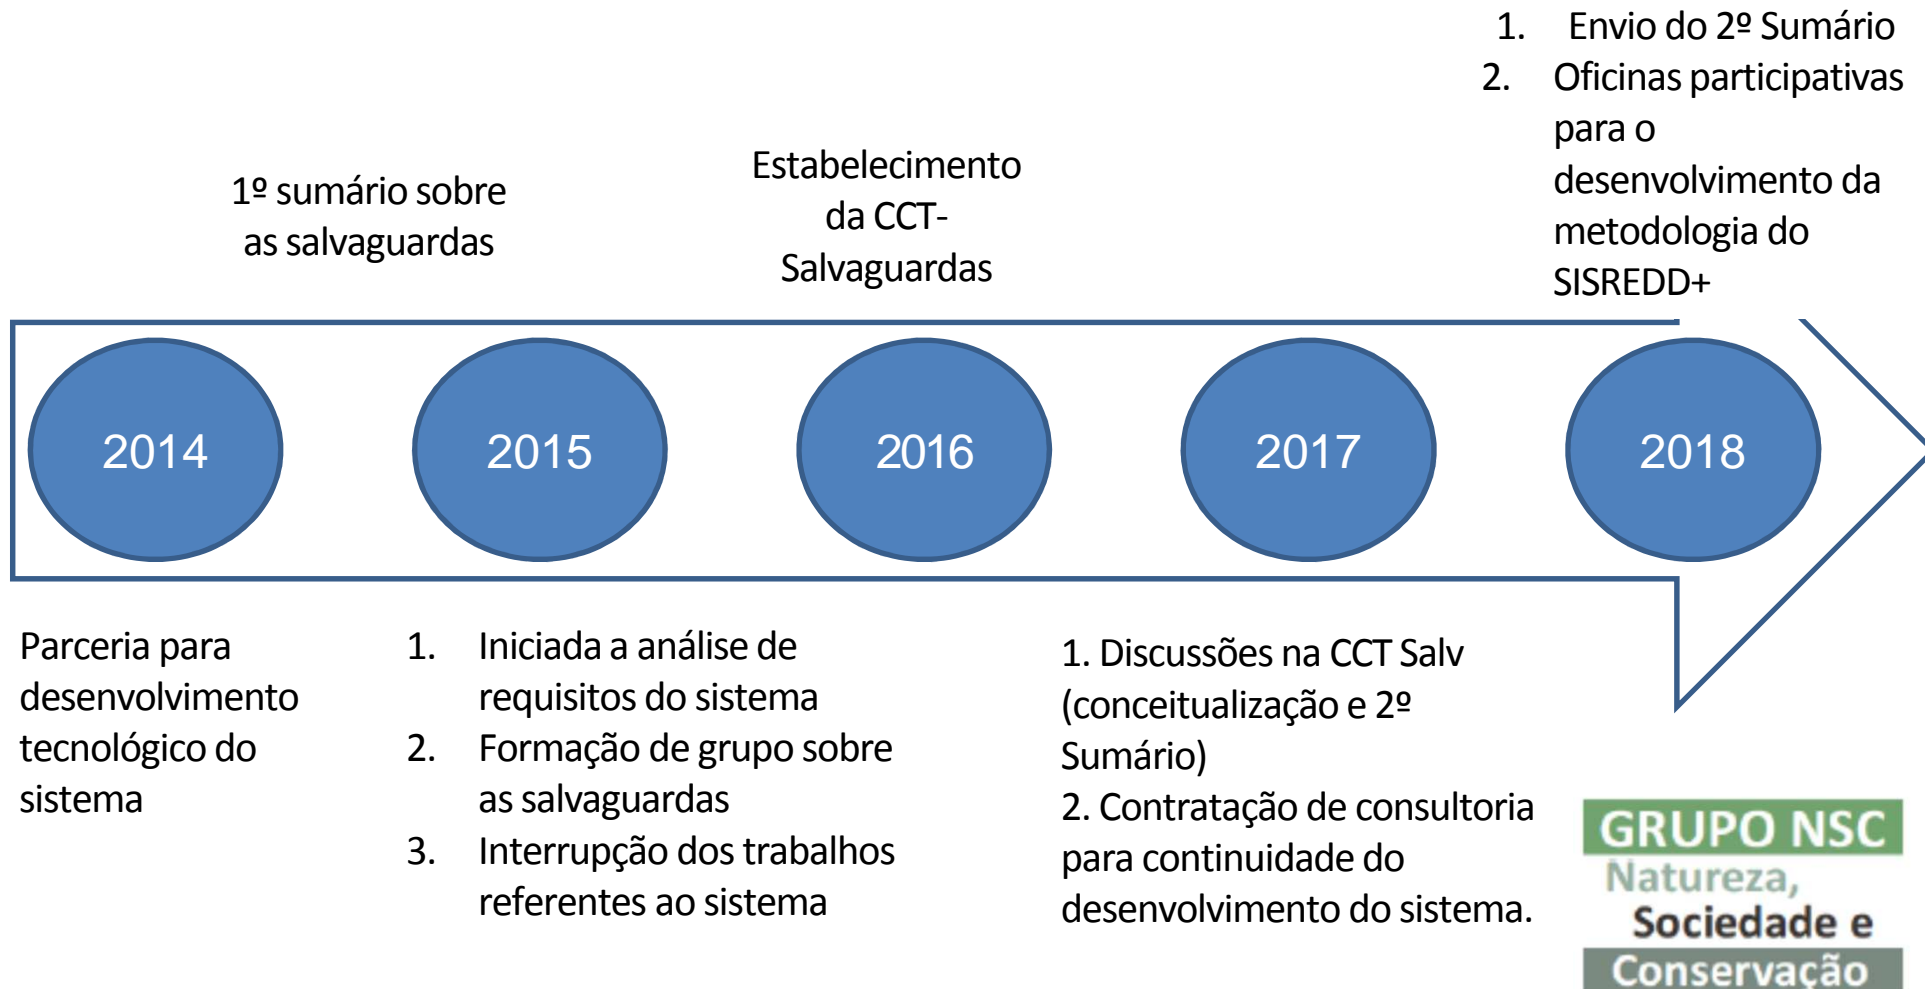 1. Envio do 2º Sumário
2. Oficinas participativas
para o
desenvolvimento da
metodologia do
SISREDD+
1º sumário sobre
as salvaguardas
Estabelecimento
da CCT-
Salvaguardas
2014
2015
2016
2017
2018
Parceria para
desenvolvimento
tecnológico do
sistema
1. Iniciada a análise de
requisitos do sistema
2. Formação de grupo sobre
as salvaguardas
3. Interrupção dos trabalhos
referentes ao sistema
1. Discussões na CCT Salv
(conceitualização e 2º
Sumário)
2. Contratação de consultoria
para continuidade do
desenvolvimento do sistema.
GRUPO NSC
Natureza,
Sociedade e
Conservação